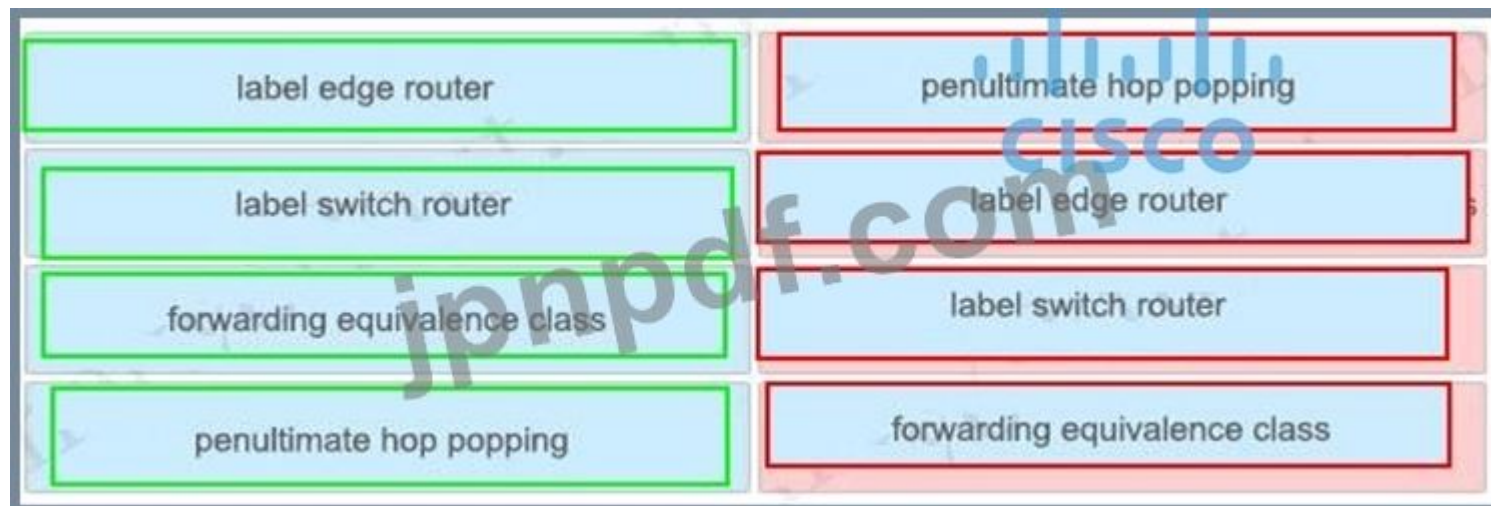 label edge router
penultimate hop popping
CISCO
label switch router
label edge router
s
forwarding equivalence class
label switch router
penultimate hop popping
forwarding equivalence class
jpnpdf.com